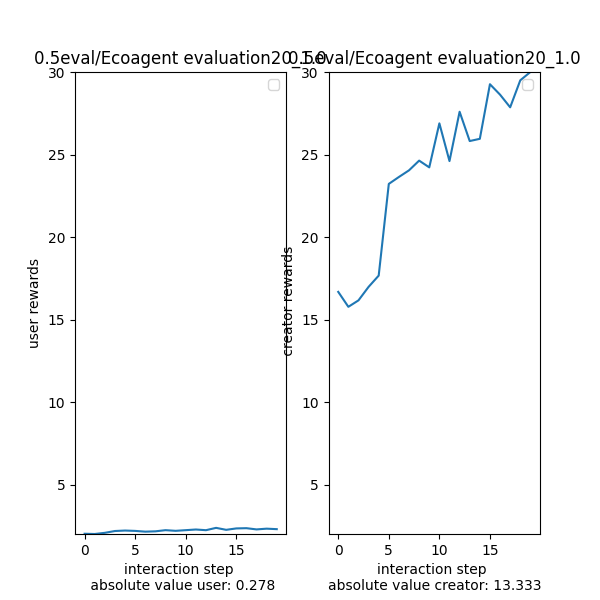 0.5eval/Ecoagent evaluation20_1.0
0.5eval/Ecoagent evaluation20_1.0
30
25
20
15
10
5
user rewards
0
5
10
15
interaction step
absolute value user: 0.278
30
25
20
15
10
5
creator rewards
0
5
10
15
interaction step
absolute value creator: 13.333